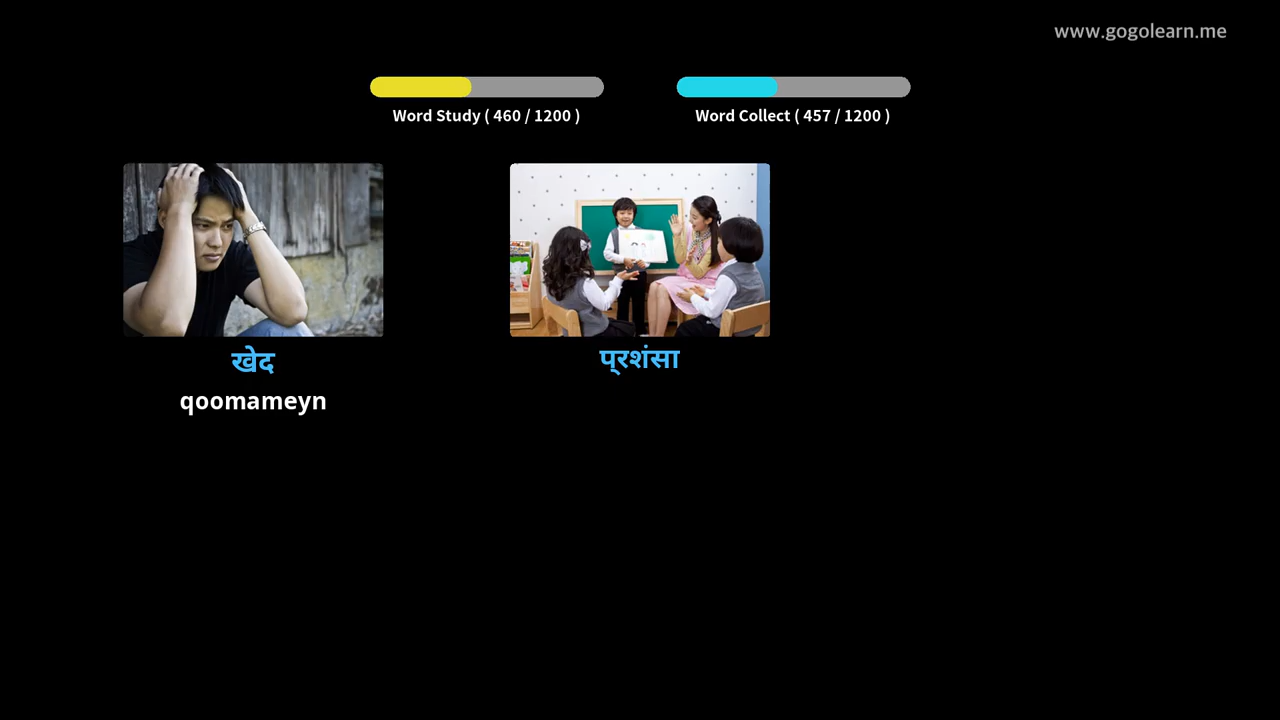 www.gogolearn.me
Word Study ( 460 / 1200 )
Word Collect ( 457 / 1200 )
खेद
qoomameyn
प्रशंसा